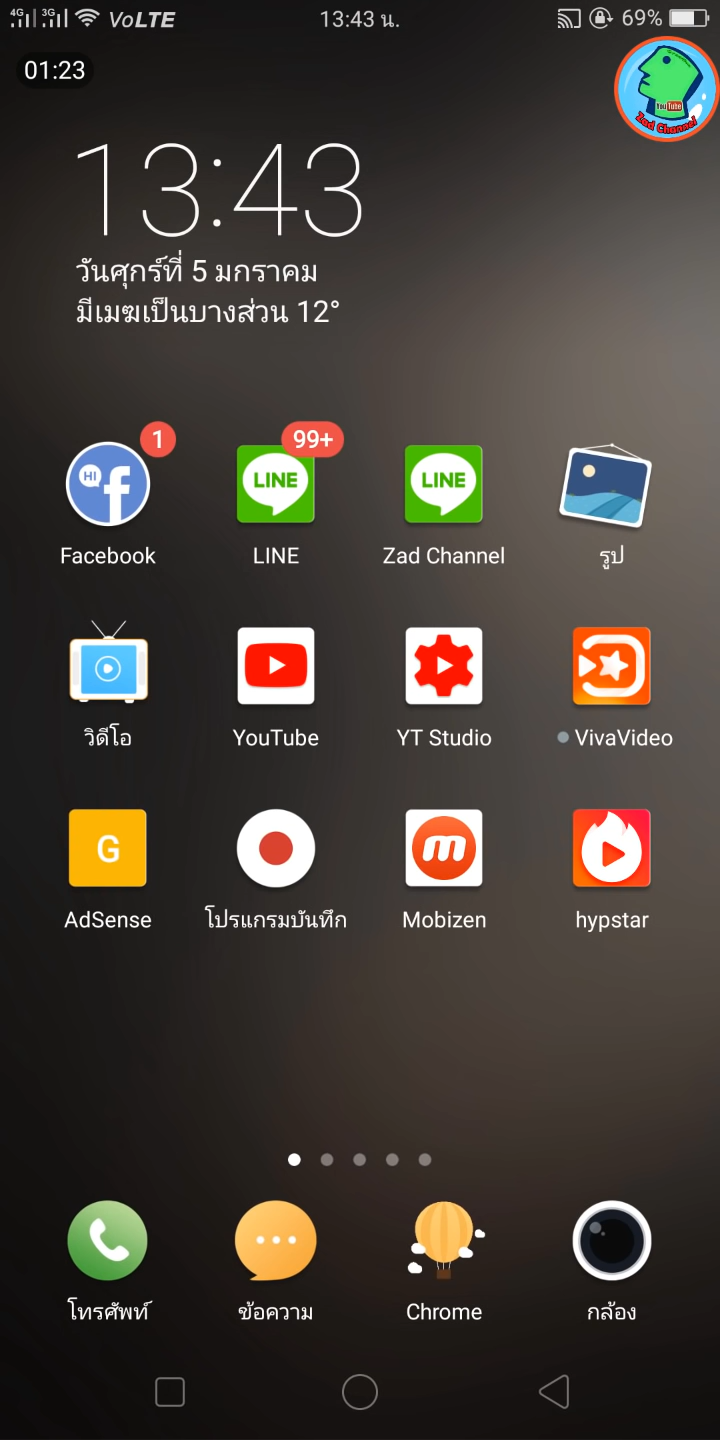 4G 3G VoLTE 13:43 น. 69%
01:23
YouTube
Zad Channel
13:43
วันศุกร์ที่ 5 มกราคม
มีเมฆเป็นบางส่วน 12°
1 99+
HI f LINE LINE
Facebook LINE Zad Channel รูป
วิดีโอ YouTube YT Studio VivaVideo
G m
AdSense โปรแกรมบันทึก Mobizen hypstar
โทรศัพท์ ข้อความ Chrome กล้อง